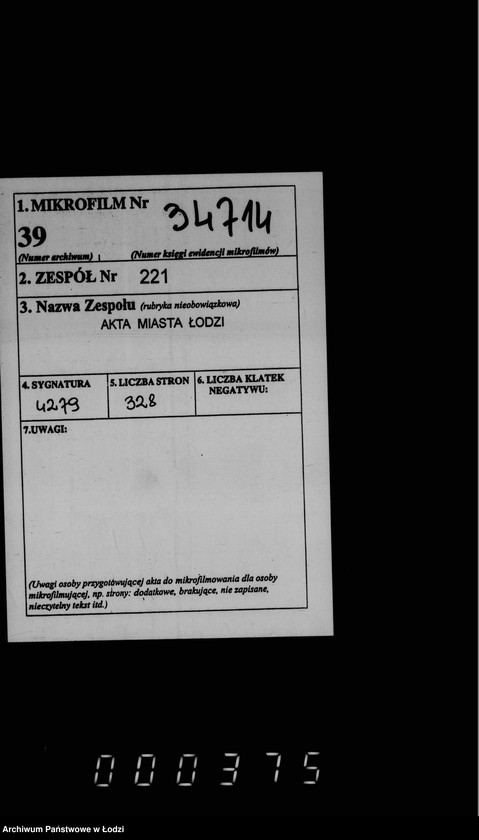 1. MIKROFILM Nr 34714
39
(Numer archiwum) (Numer księgi ewidencji mikrofilmów)
2. ZESPÓŁ Nr 221
3. Nazwa Zespołu (rubryka nieobowiązkowa)
AKTA MIASTA ŁODZI
4. SYGNATURA 5. LICZBA STRON 6. LICZBA KLATEK
NEGATYWU:
4279 328
7.UWAGI:
(Uwagi osoby przygotowującej akta do mikrofilmowania dla osoby
mikrofilmującej, np. strony: dodatkowe, brakujące, nie zapisane,
nieczytelny tekst itd.)
000375
Archiwum Państwowe w Łodzi